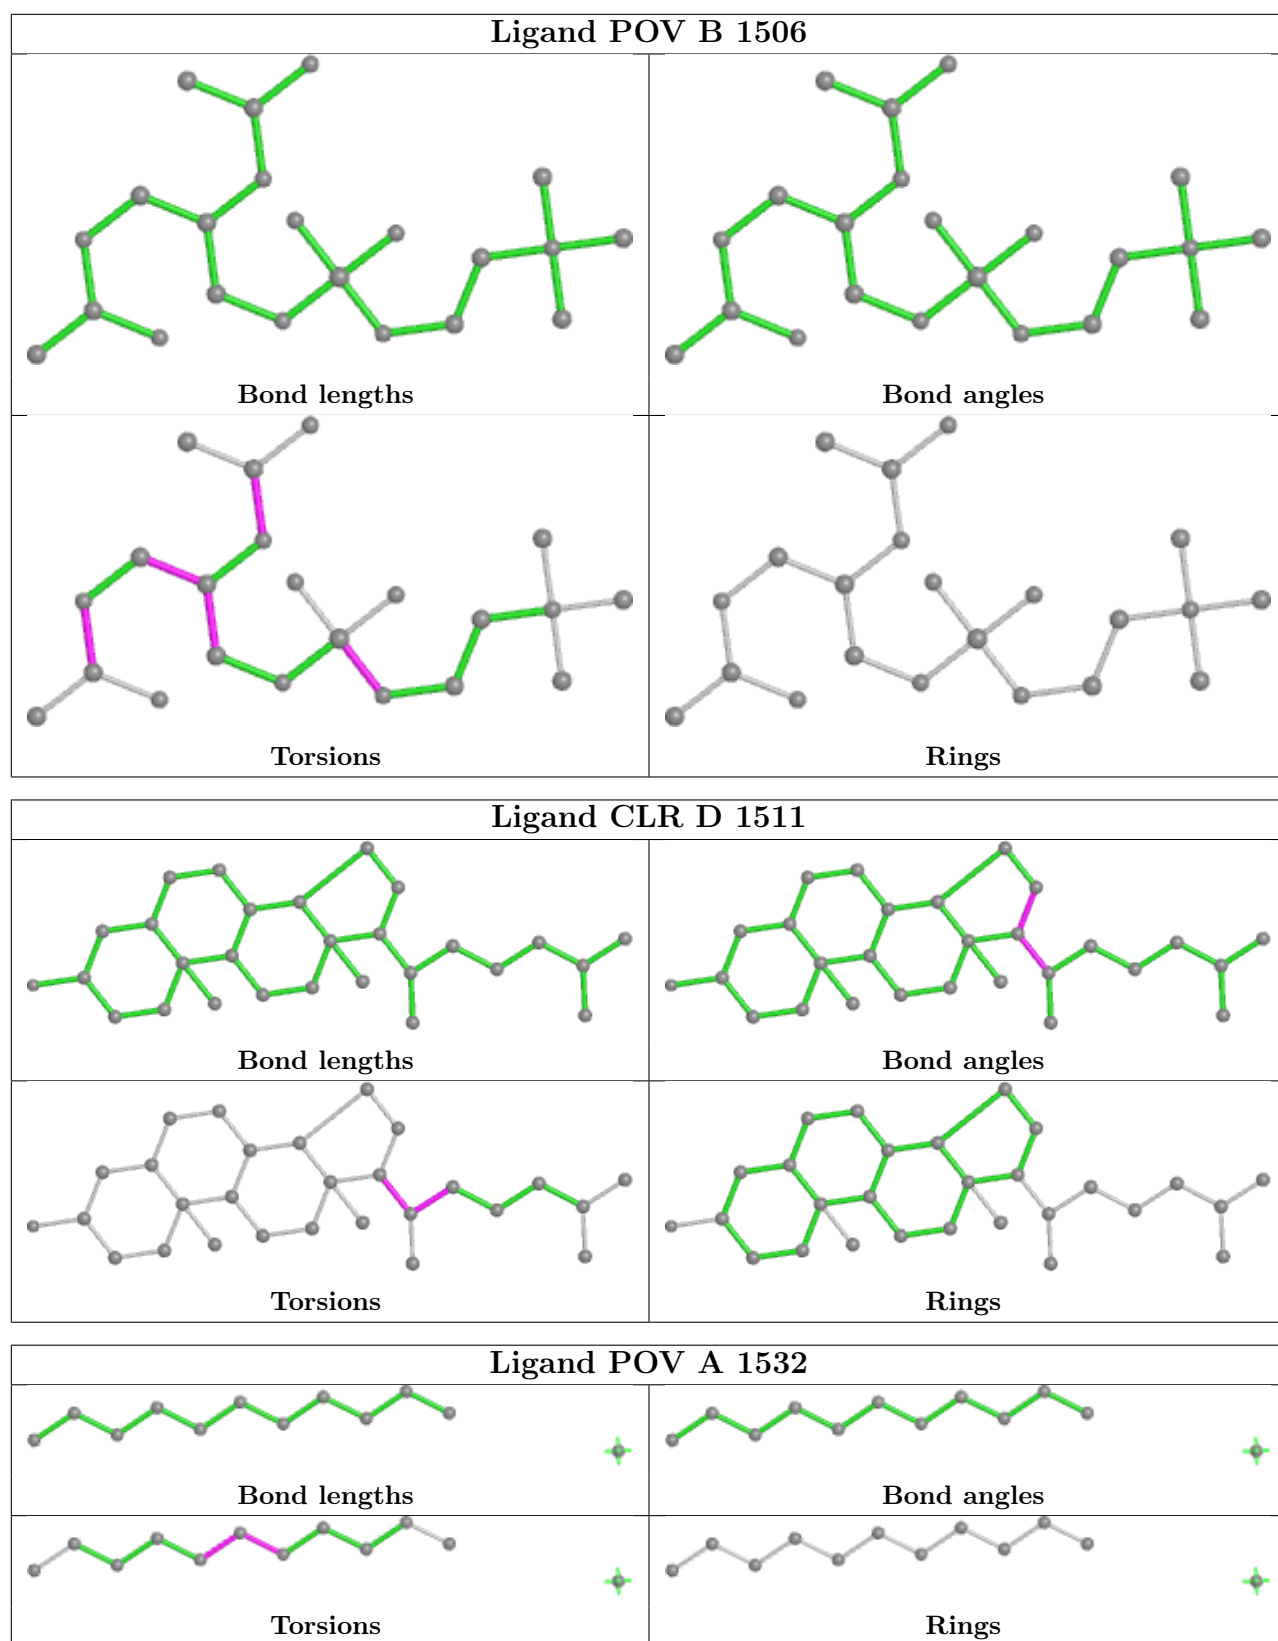 Ligand POV B 1506
Bond lengths
Bond angles
Torsions
Rings
Ligand CLR D 1511
Bond lengths
Bond angles
Torsions
Rings
Ligand POV A 1532
Bond lengths
Bond angles
Torsions
Rings